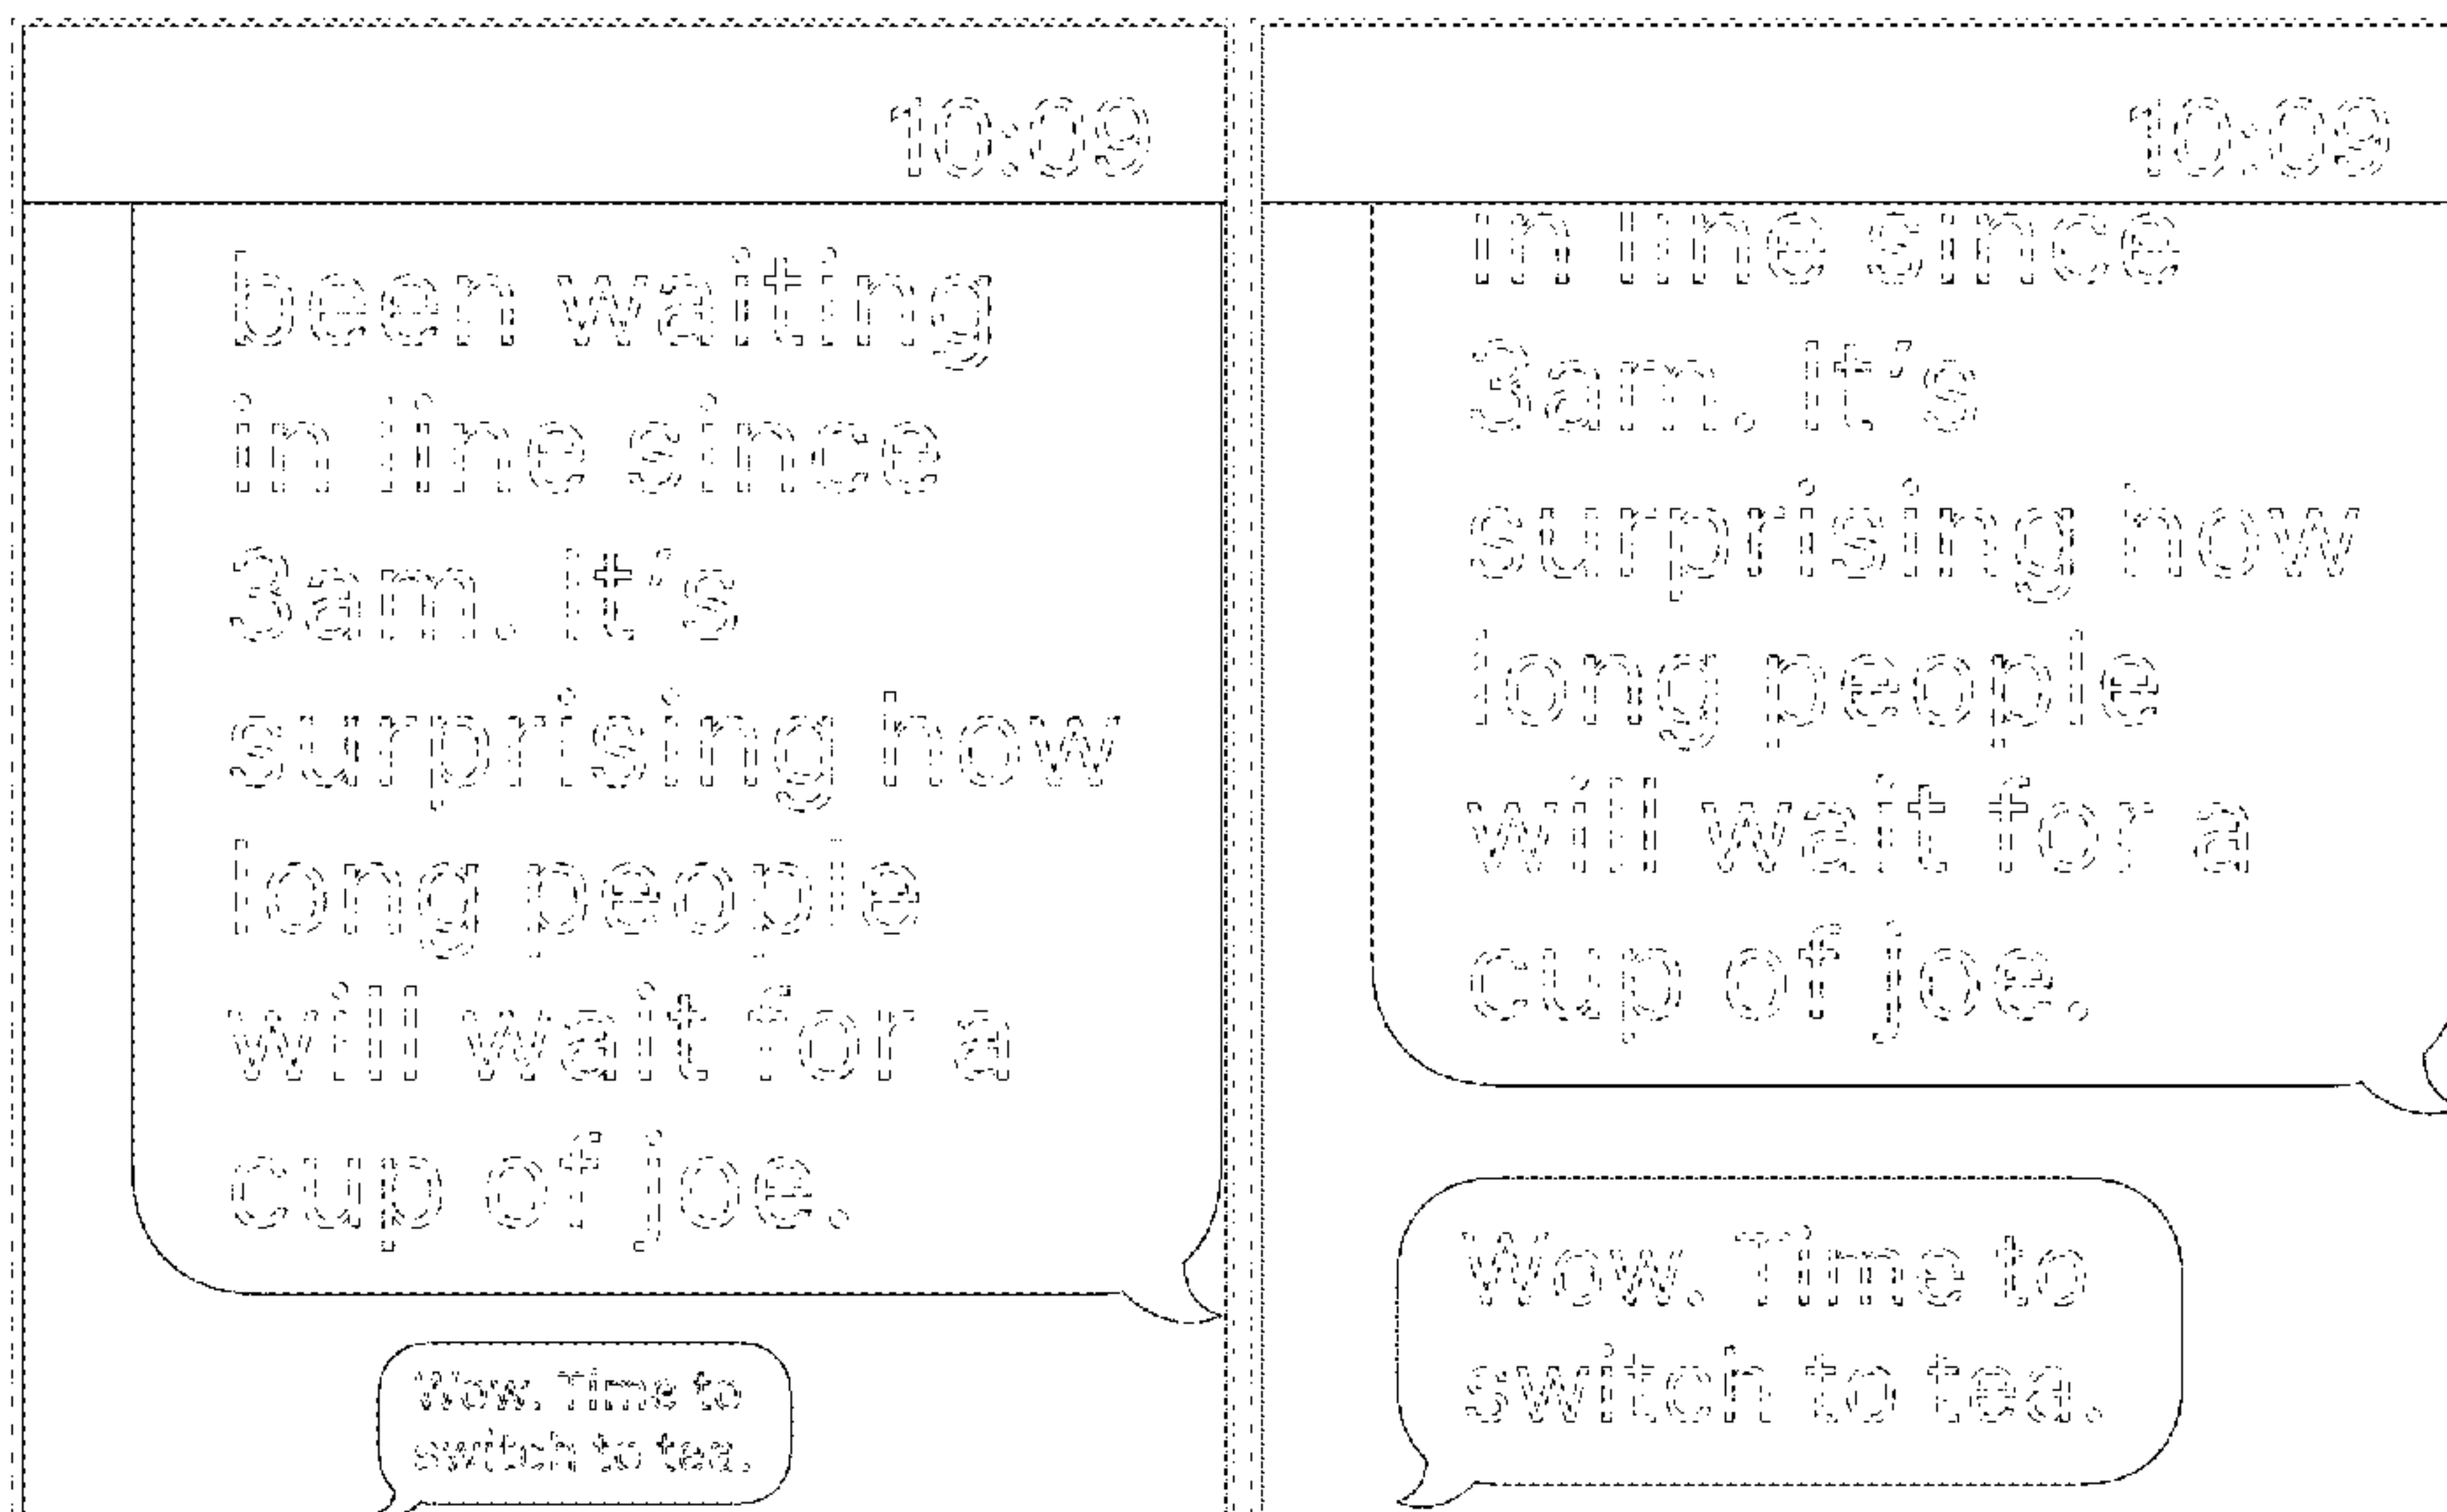 10:09
been waiting
in line since
3am. It's
surprising how
long people
will wait for a
cup of joe.
Wow. Time to
switch to tea.
10:09
in line since
3am. It's
surprising how
long people
will wait for a
cup of joe.
Wow. Time to
switch to tea.